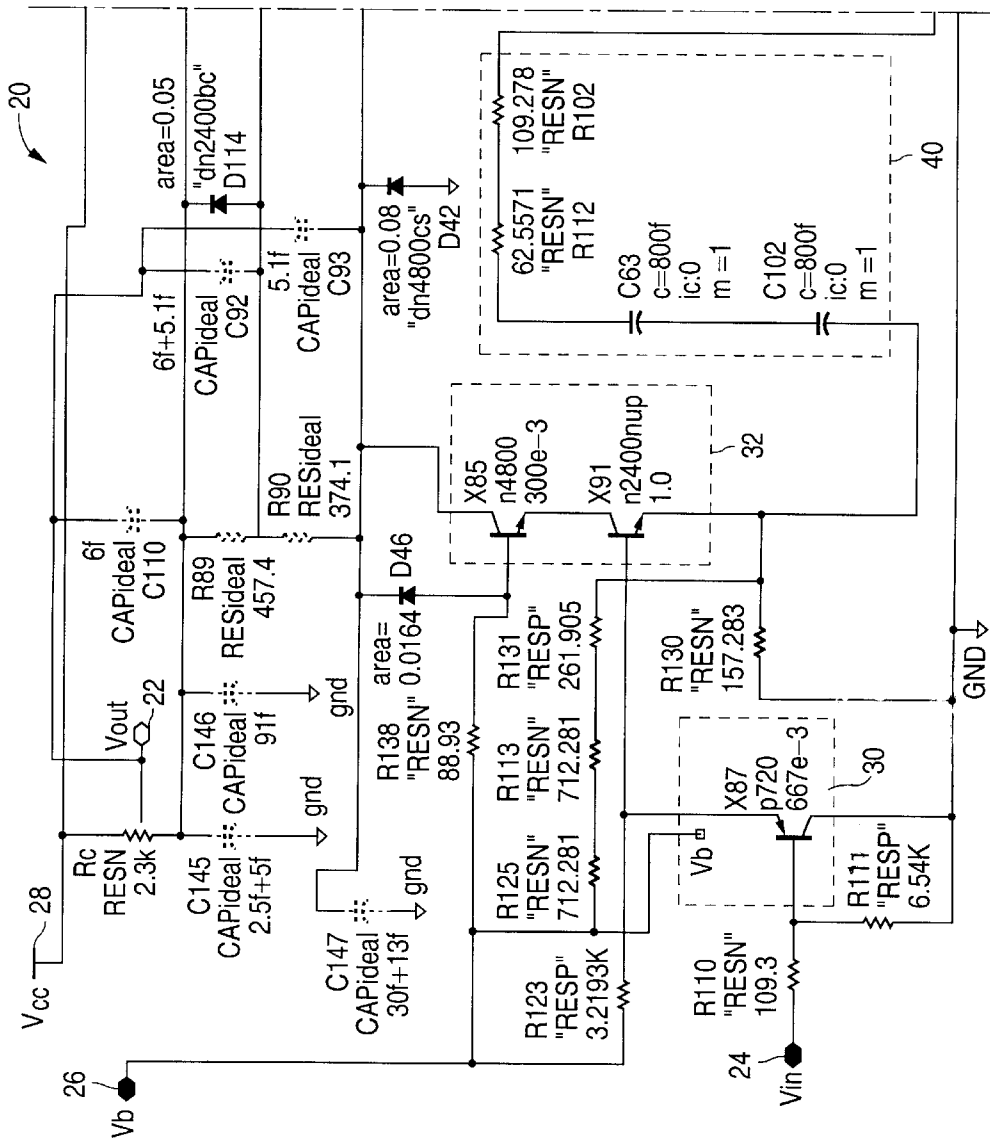 20
Vcc
28
Rc
RESN
2.3k
Vout
22
C145
CAPideal
2.5f+5f
gnd
C146
CAPideal
91f
gnd
6f
CAPideal
C110
R89
RESideal
457.4
R90
RESideal
374.1
6f+5.1f
CAPideal
C92
5.1f
CAPideal
C93
area=0.05
"dn2400bc"
D114
area=0.08
"dn4800cs"
D42
Vb
26
C147
CAPideal
30f+13f
gnd
area=
0.0164
D46
R138
"RESN"
88.93
R131
"RESP"
261.905
R113
"RESN"
712.281
R125
"RESN"
712.281
R123
"RESP"
3.2193K
X85
n4800
300e-3
X91
n2400nup
1.0
32
109.278
"RESN"
R102
62.5571
"RESN"
R112
C63
c=800f
ic:0
m =1
C102
c=800f
ic:0
m =1
40
R130
"RESN"
157.283
X87
p720
667e-3
Vb
30
R110
"RESN"
109.3
R111
"RESP"
6.54K
24
Vin
GND